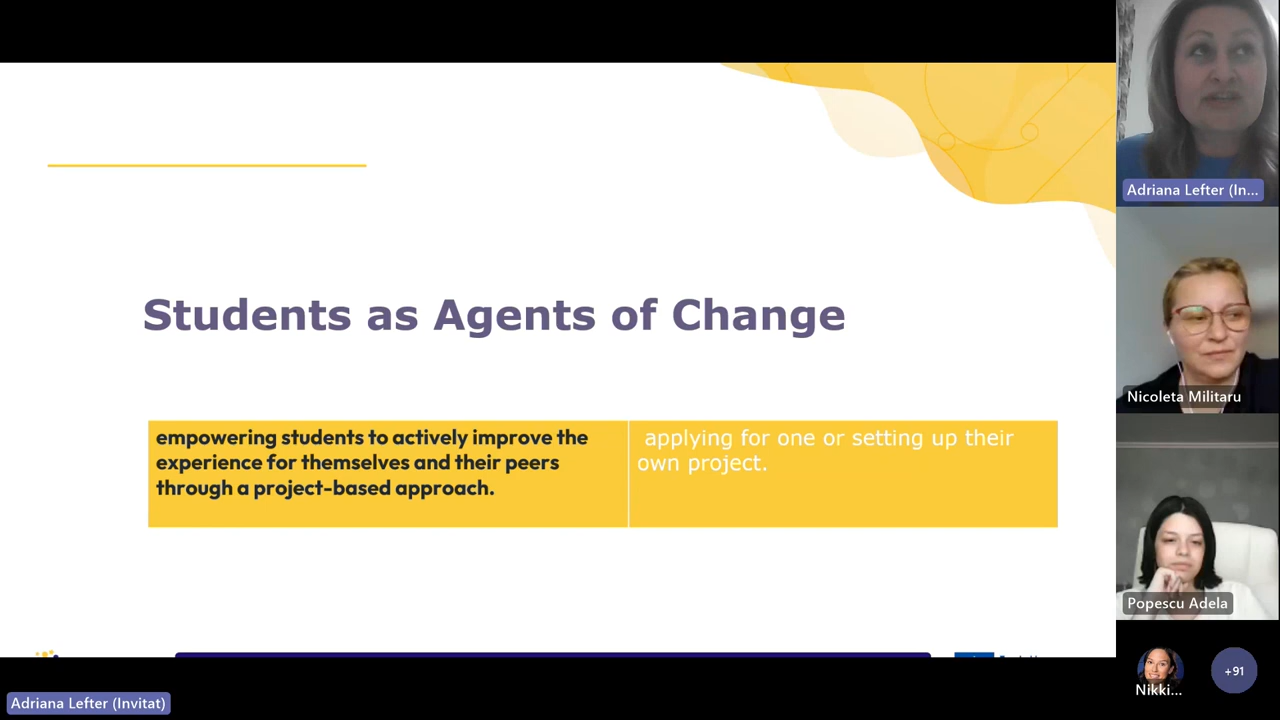 Students as Agents of Change
empowering students to actively improve the
experience for themselves and their peers
through a project-based approach.
applying for one or setting up their
own project.
Adriana Lefter (In...
Nicoleta Militaru
Popescu Adela
Nikki...
+91
Adriana Lefter (Invitat)